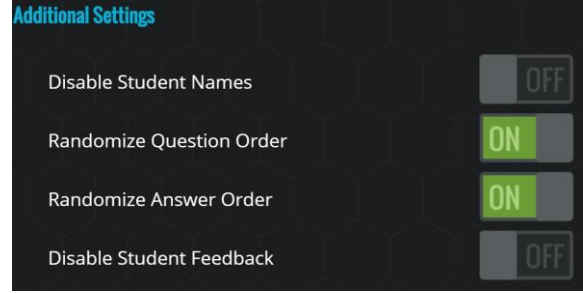 Additional Settings
Disable Student Names OFF
Randomize Question Order ON
Randomize Answer Order ON
Disable Student Feedback OFF